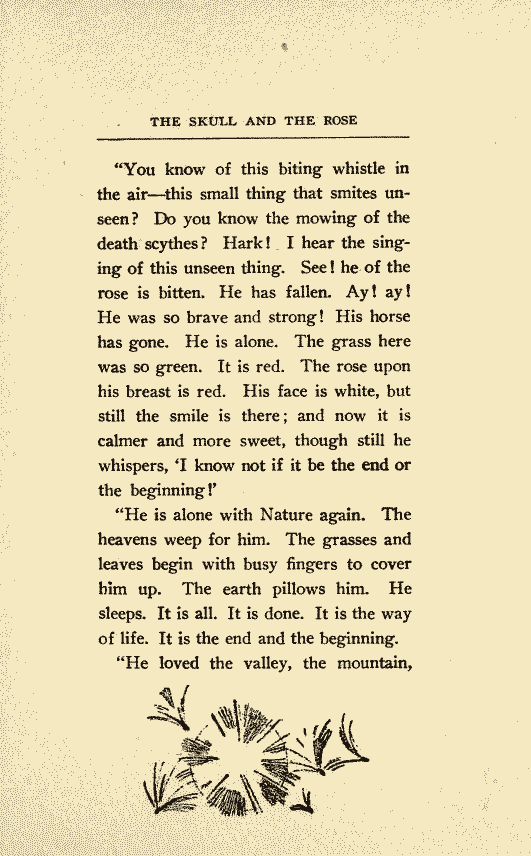 THE SKULL AND THE ROSE
“You know of this biting whistle in
the air—this small thing that smites un-
seen? Do you know the mowing of the
death scythes? Hark! I hear the sing-
ing of this unseen thing. See! he of the
rose is bitten. He has fallen. Ay! ay!
He was so brave and strong! His horse
has gone. He is alone. The grass here
was so green. It is red. The rose upon
his breast is red. His face is white, but
still the smile is there; and now it is
calmer and more sweet, though still he
whispers, ‘I know not if it be the end or
the beginning!’
“He is alone with Nature again. The
heavens weep for him. The grasses and
leaves begin with busy fingers to cover
him up. The earth pillows him. He
sleeps. It is all. It is done. It is the way
of life. It is the end and the beginning.
“He loved the valley, the mountain,